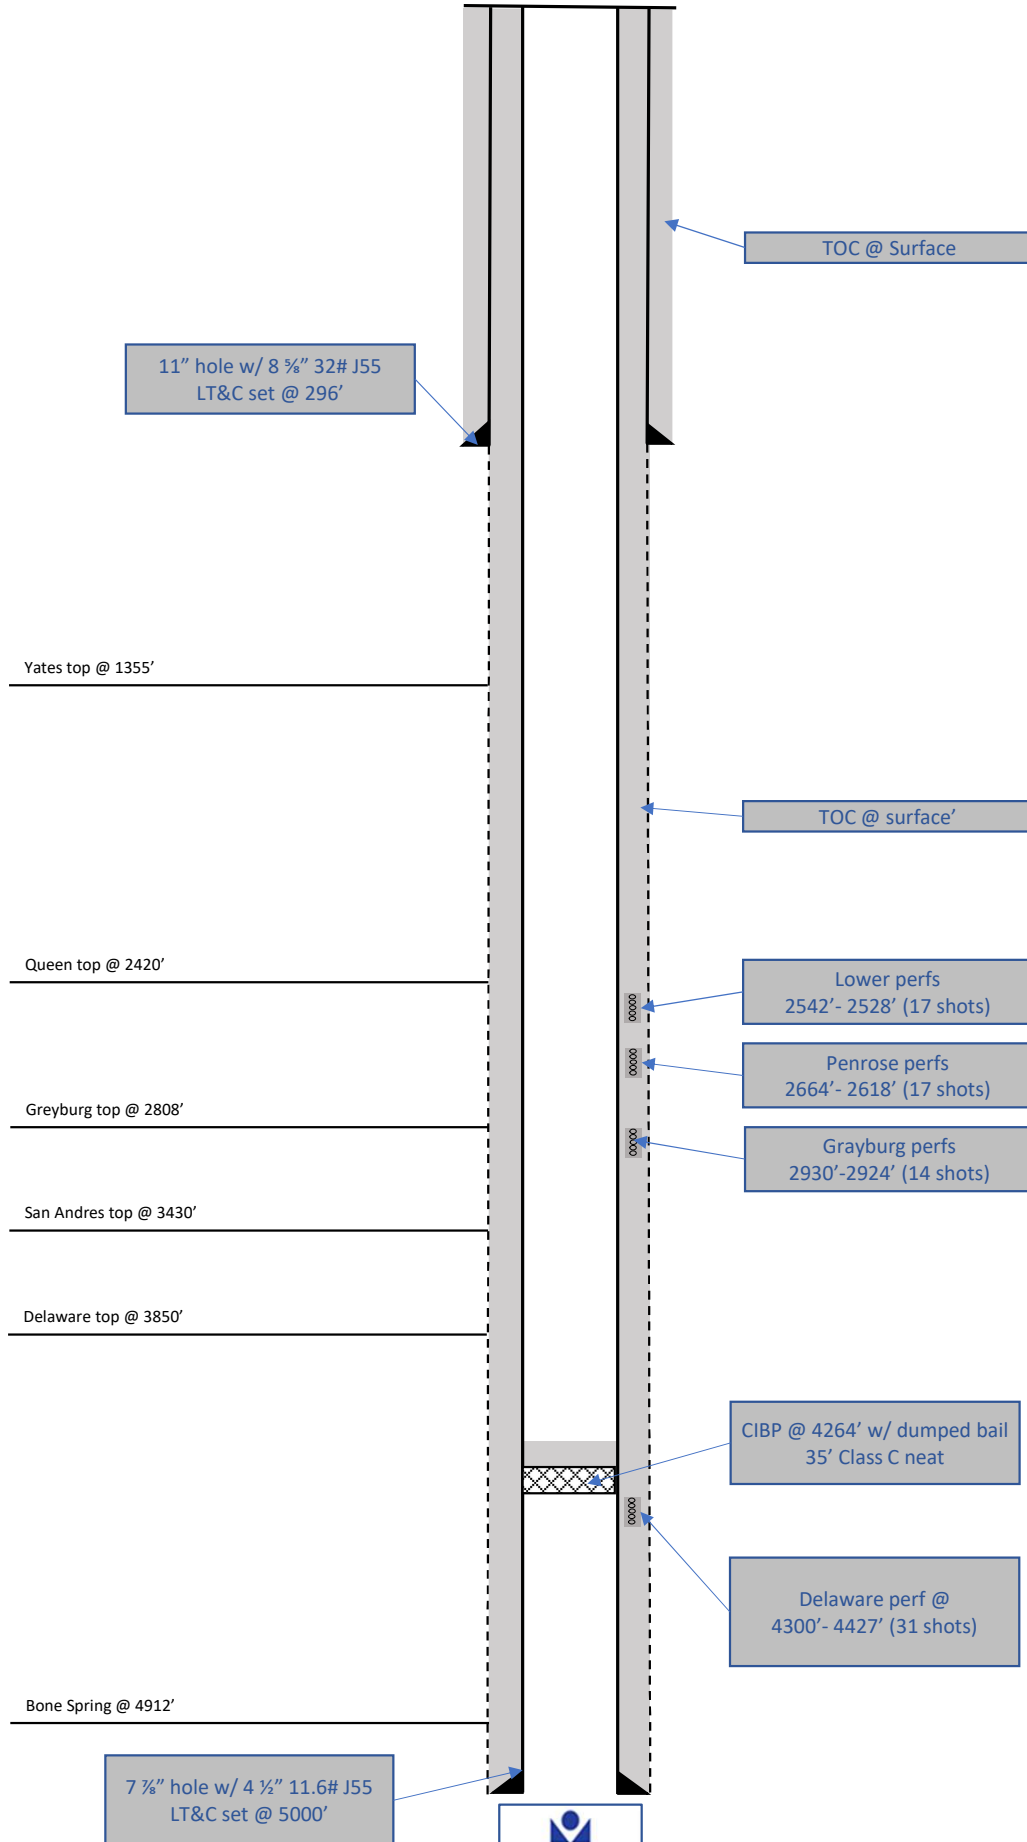 TOC @ Surface
11” hole w/ 8 ⅝” 32# J55
LT&C set @ 296’
Yates top @ 1355’
TOC @ surface’
Queen top @ 2420’
Lower perfs
2542’- 2528’ (17 shots)
Penrose perfs
2664’- 2618’ (17 shots)
Greyburg top @ 2808’
Grayburg perfs
2930’-2924’ (14 shots)
San Andres top @ 3430’
Delaware top @ 3850’
CIBP @ 4264’ w/ dumped bail
35’ Class C neat
Delaware perf @
4300’- 4427’ (31 shots)
Bone Spring @ 4912’
7 ⅞” hole w/ 4 ½” 11.6# J55
LT&C set @ 5000’